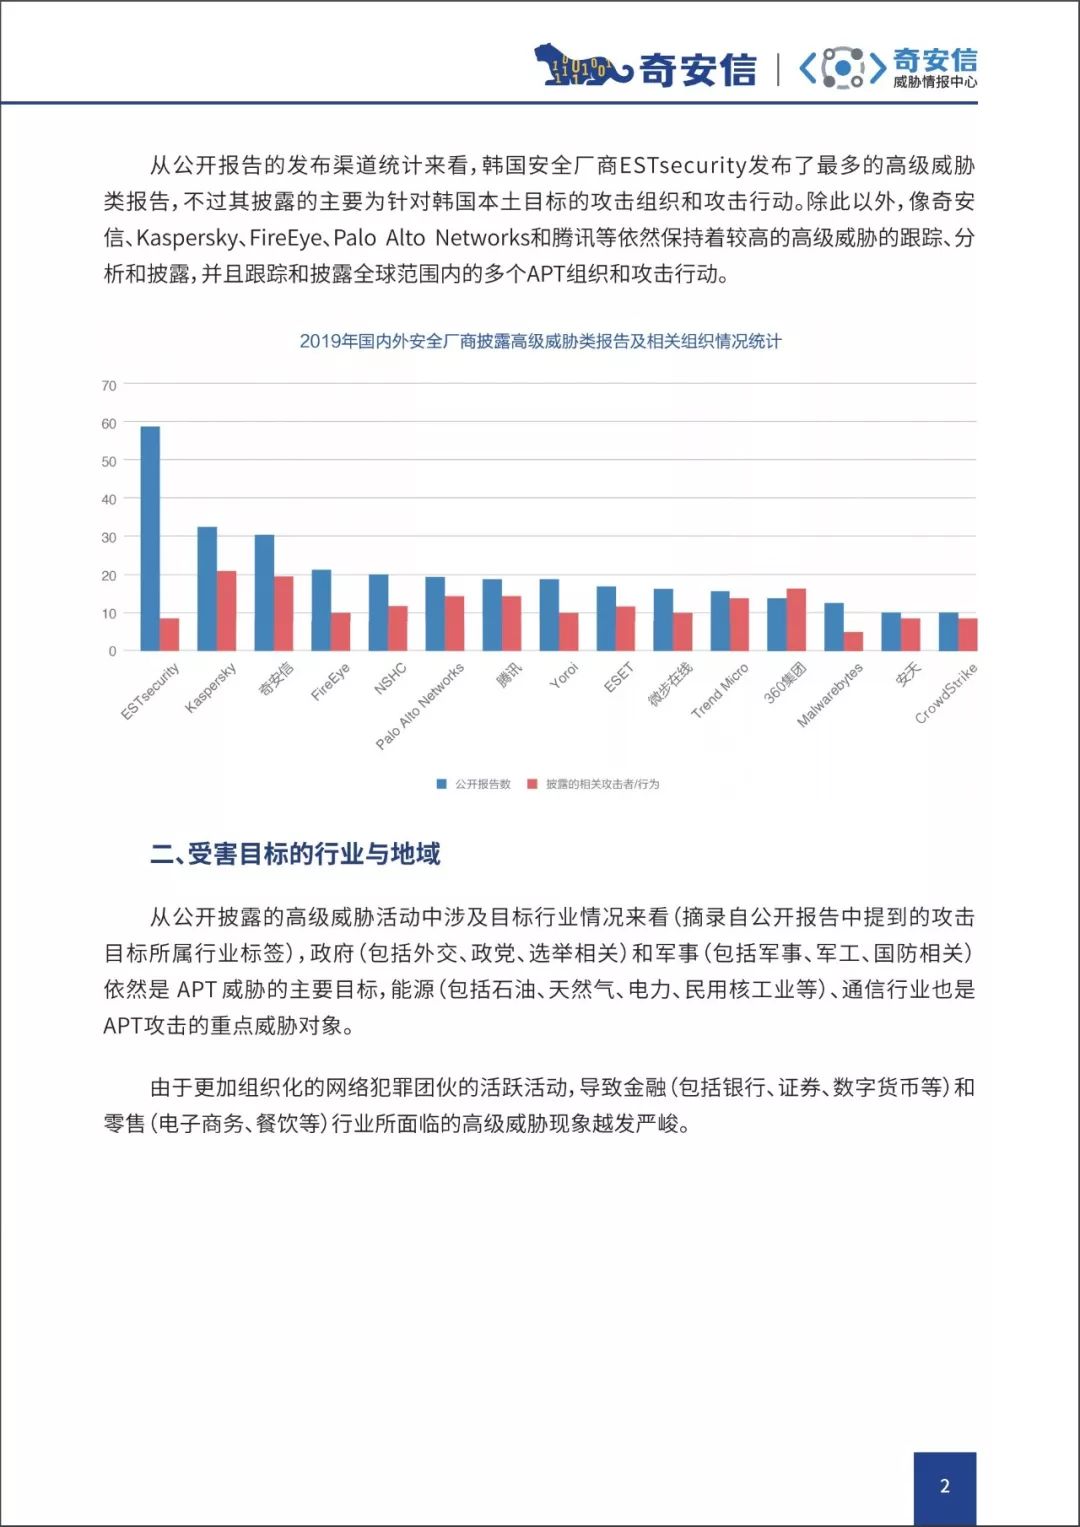 奇安信
奇安信
威胁情报中心
从公开报告的发布渠道统计来看，韩国安全厂商ESTsecurity发布了最多的高级威胁
类报告，不过其披露的主要为针对韩国本土目标的攻击组织和攻击行动。除此以外，像奇安
信、Kaspersky、FireEye、Palo Alto Networks和腾讯等依然保持着较高的高级威胁的跟踪、分
析和披露，并且跟踪和披露全球范围内的多个APT组织和攻击行动。
2019年国内外安全厂商披露高级威胁类报告及相关组织情况统计
70
60
50
40
30
20
10
0
ESTsecurity
Kaspersky
奇安信
FireEye
NSHC
Palo Alto Networks
腾讯
Yoroi
ESET
微步在线
Trend Micro
360集团
Malwarebytes
安天
CrowdStrike
公开报告数 披露的相关攻击者/行为
二、受害目标的行业与地域
从公开披露的高级威胁活动中涉及目标行业情况来看（摘录自公开报告中提到的攻击
目标所属行业标签），政府（包括外交、政党、选举相关）和军事（包括军事、军工、国防相关）
依然是 APT 威胁的主要目标，能源（包括石油、天然气、电力、民用核工业等）、通信行业也是
APT攻击的重点威胁对象。
由于更加组织化的网络犯罪团伙的活跃活动，导致金融（包括银行、证券、数字货币等）和
零售（电子商务、餐饮等）行业所面临的高级威胁现象越发严峻。
2